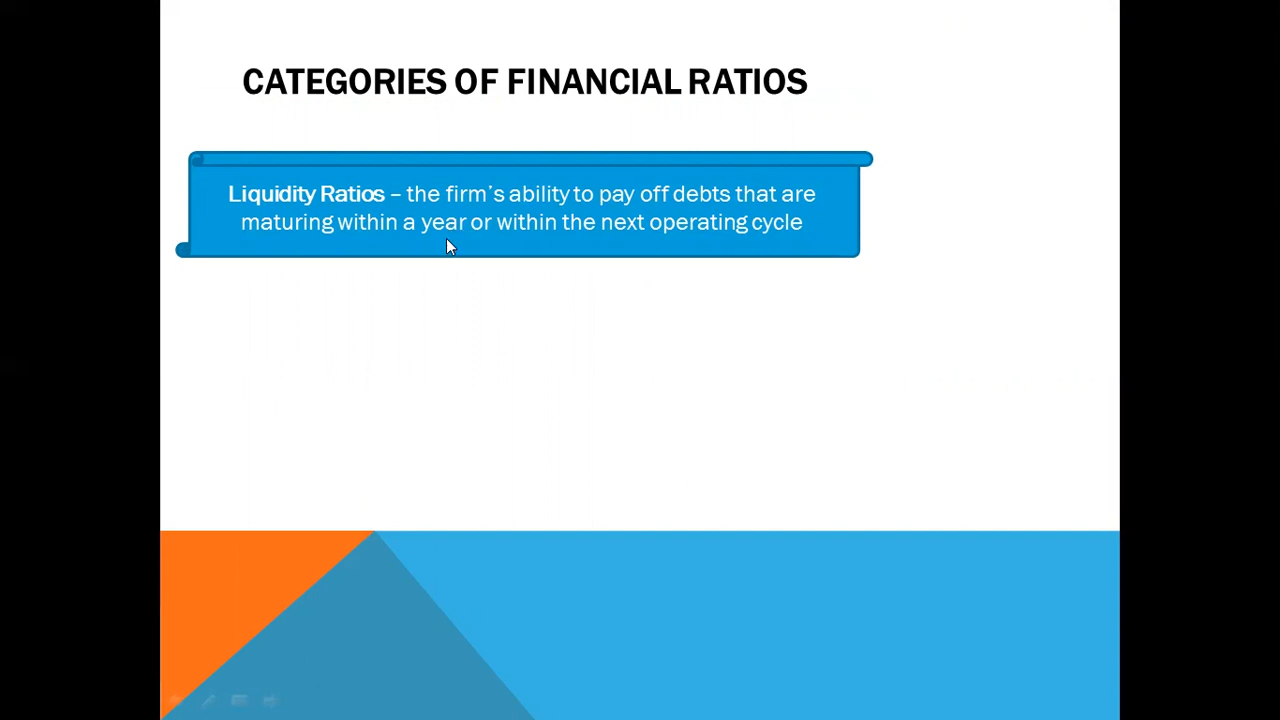 CATEGORIES OF FINANCIAL RATIOS
Liquidity Ratios – the firm's ability to pay off debts that are
maturing within a year or within the next operating cycle